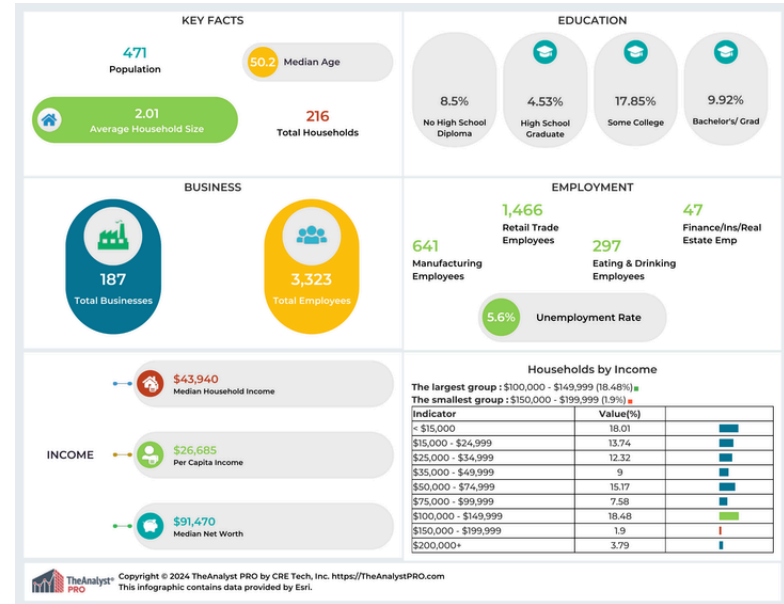 KEY FACTS
471
Population
50.2 Median Age
2.01
Average Household Size
216
Total Households
EDUCATION
8.5%
No High School
Diploma
4.53%
High School
Graduate
17.85%
Some College
9.92%
Bachelor's/ Grad
BUSINESS
187
Total Businesses
3,323
Total Employees
EMPLOYMENT
641
Manufacturing
Employees
1,466
Retail Trade
Employees
297
Eating & Drinking
Employees
47
Finance/Ins/Real
Estate Emp
5.6% Unemployment Rate
INCOME
$43,940
Median Household Income
$26,685
Per Capita Income
$91,470
Median Net Worth
Households by Income
The largest group : $100,000 - $149,999 (18.48%)
The smallest group : $150,000 - $199,999 (1.9%)
Indicator Value(%)
< $15,000 18.01
$15,000 - $24,999 13.74
$25,000 - $34,999 12.32
$35,000 - $49,999 9
$50,000 - $74,999 15.17
$75,000 - $99,999 7.58
$100,000 - $149,999 18.48
$150,000 - $199,999 1.9
$200,000+ 3.79
TheAnalyst®
PRO
Copyright © 2024 TheAnalyst PRO by CRE Tech, Inc. https://TheAnalystPRO.com
This infographic contains data provided by Esri.